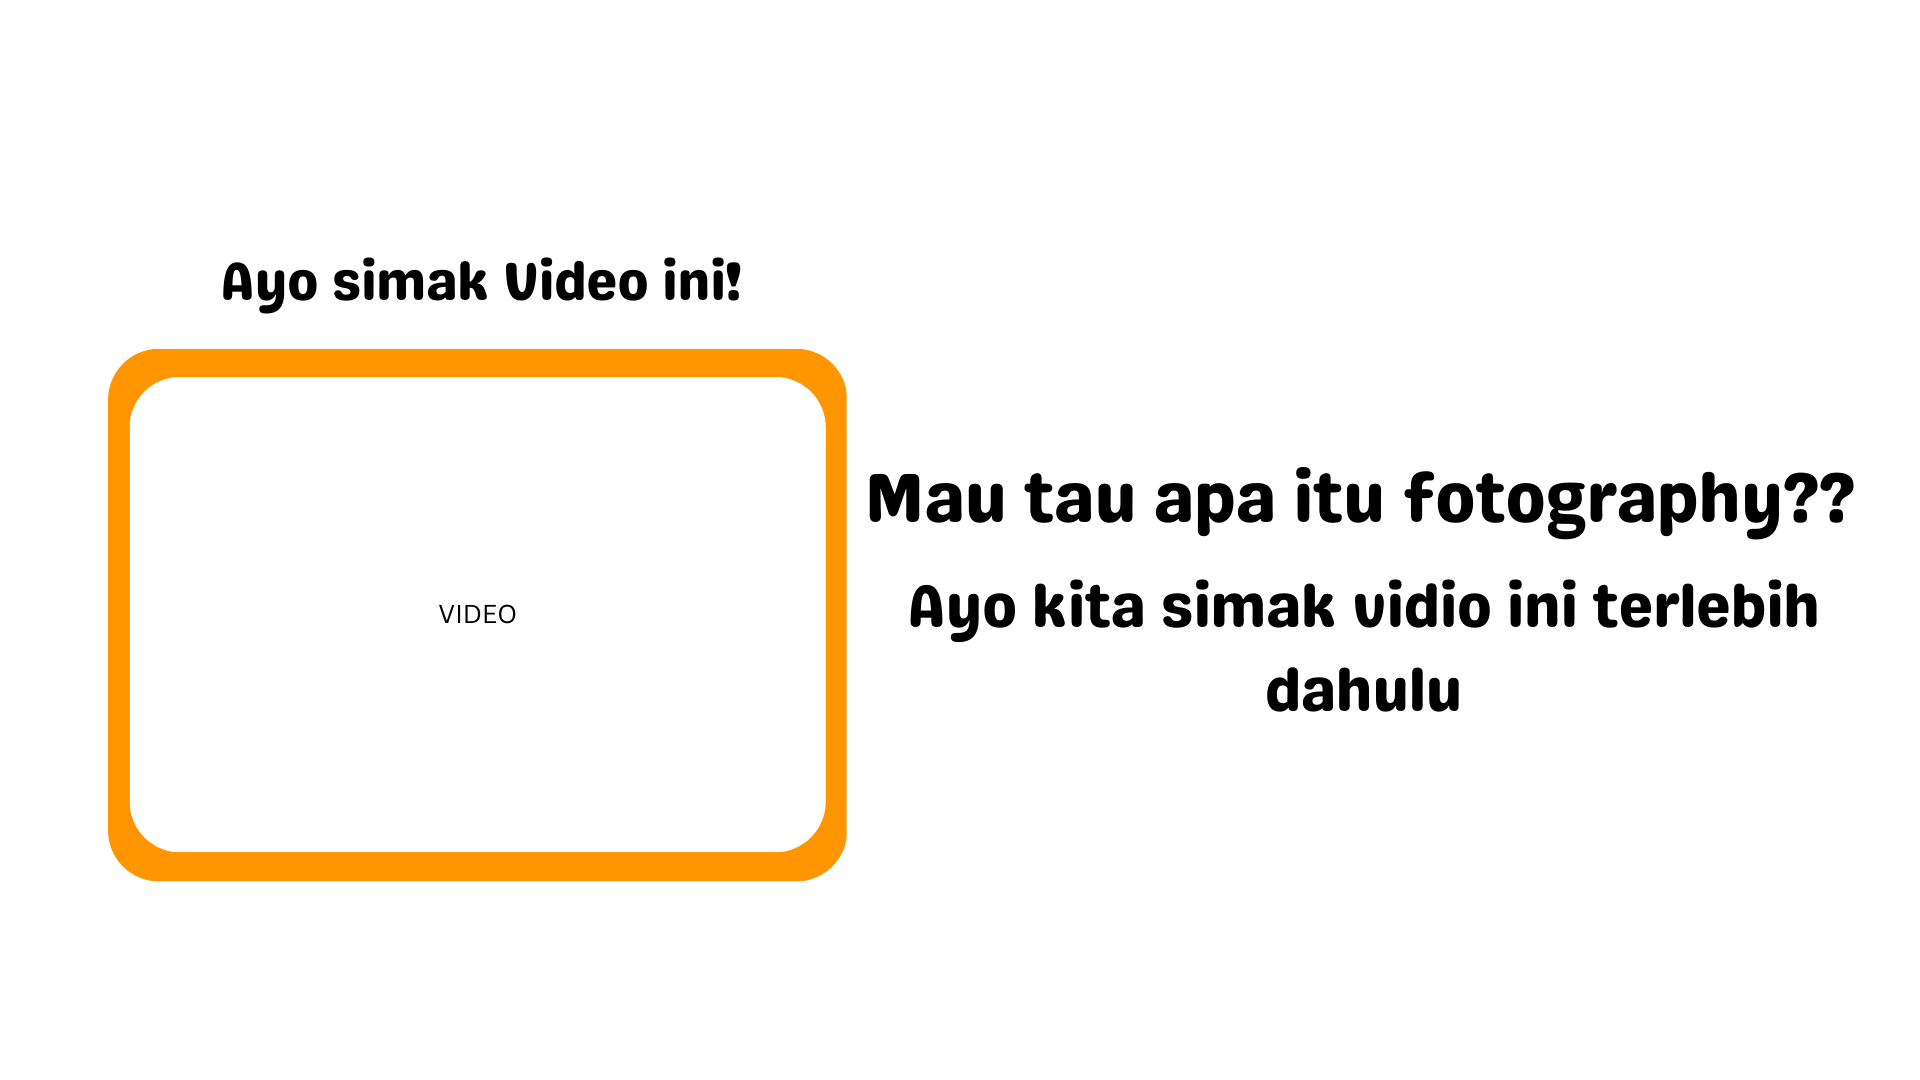 Ayo simak Video ini!
VIDEO
Mau tau apa itu fotography??
Ayo kita simak vidio ini terlebih
dahulu